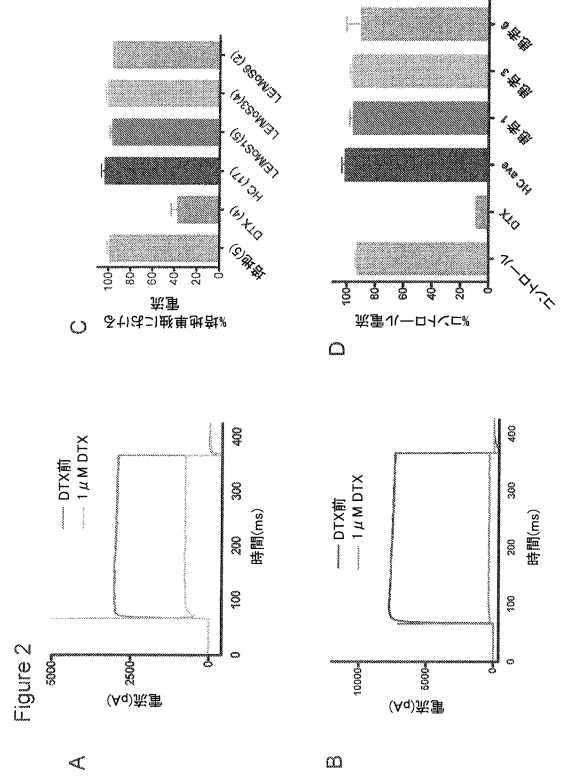 Figure 2
A
5000
2500
0
電流(pA)
DTX前
1μM DTX
0
100
200
300
400
時間(ms)
B
10000
5000
0
電流(pA)
DTX前
1μM DTX
0
100
200
300
400
時間(ms)
C
%培地単独における
電流
100
80
60
40
20
0
培地(5)
DTX (4)
HC (17)
LEMoS1(5)
LEMoS3(4)
LEMoS6 (2)
D
%コントロール電流
100
80
60
40
20
0
コントロール
DTX
HC ave
患者 1
患者 3
患者 6